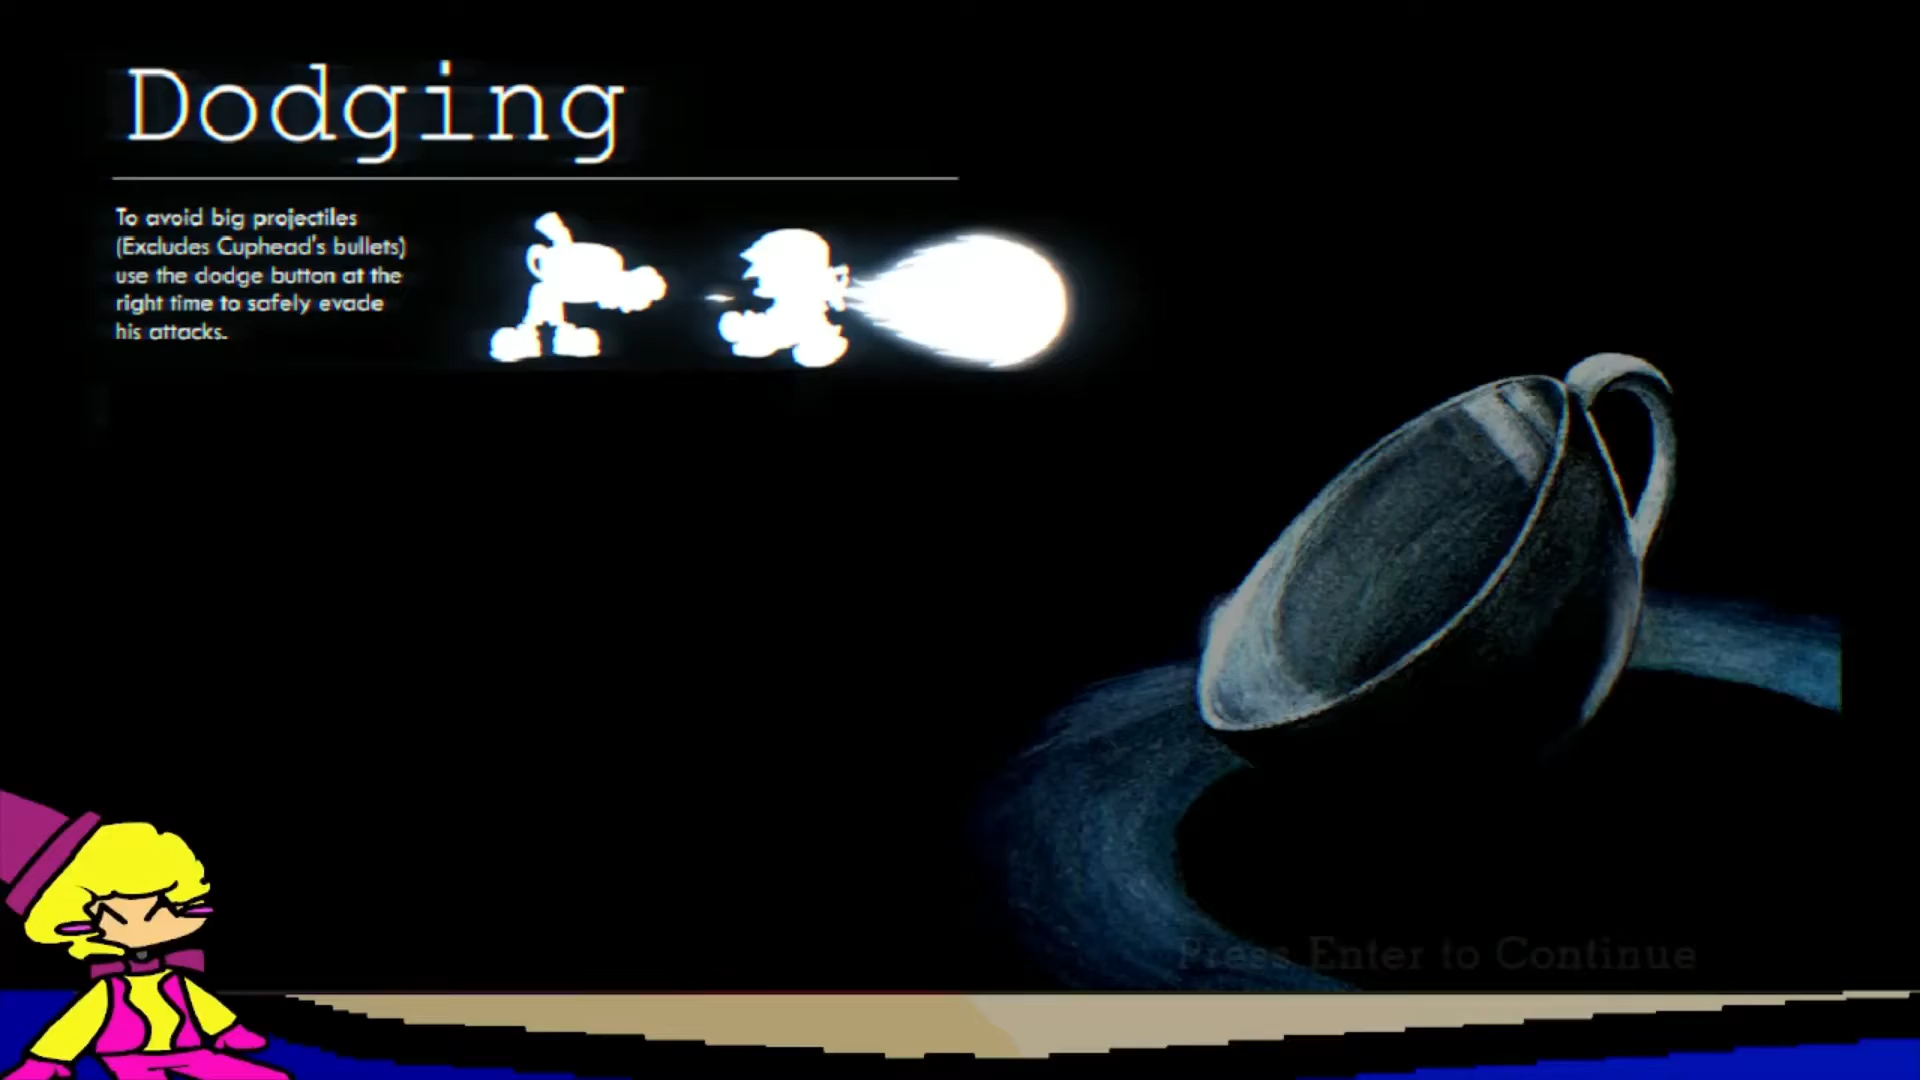 Dodging
To avoid big projectiles
(Excludes Cuphead's bullets)
use the dodge button at the
right time to safely evade
his attacks.
Press Enter to Continue